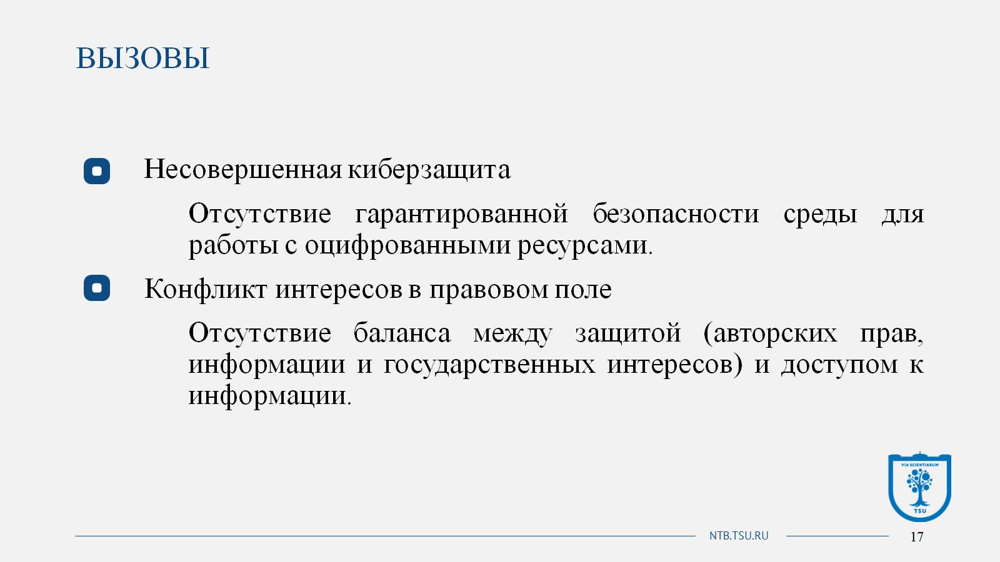 ВЫЗОВЫ
Несовершенная киберзащита
Отсутствие гарантированной безопасности среды для
работы с оцифрованными ресурсами.
Конфликт интересов в правовом поле
Отсутствие баланса между защитой (авторских прав,
информации и государственных интересов) и доступом к
информации.
VIA SCIENTIARUM
TSU
NTB.TSU.RU
17